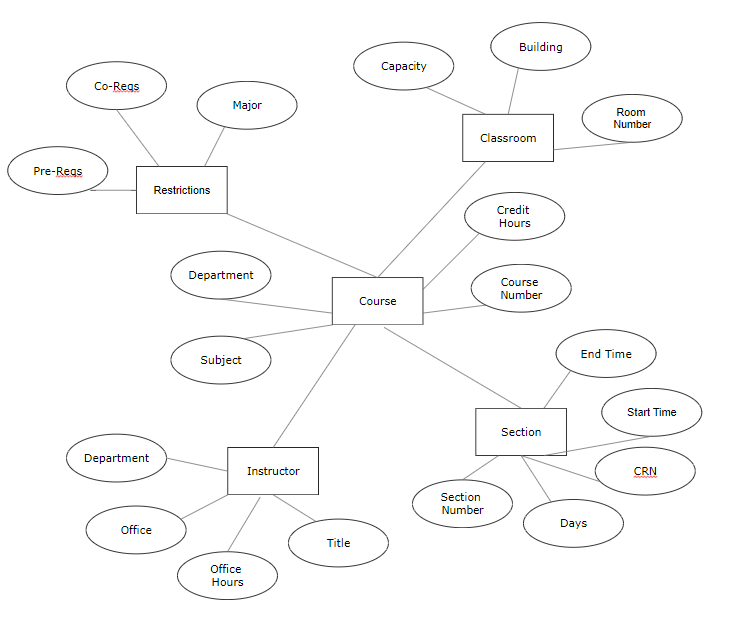 Building
Capacity
Co-Reqs
Major
Room
Number
Classroom
Pre-Reqs
Restrictions
Credit
Hours
Department
Course
Number
Course
Subject
End Time
Start Time
Section
Department
Instructor
CRN
Section
Number
Office
Days
Title
Office
Hours